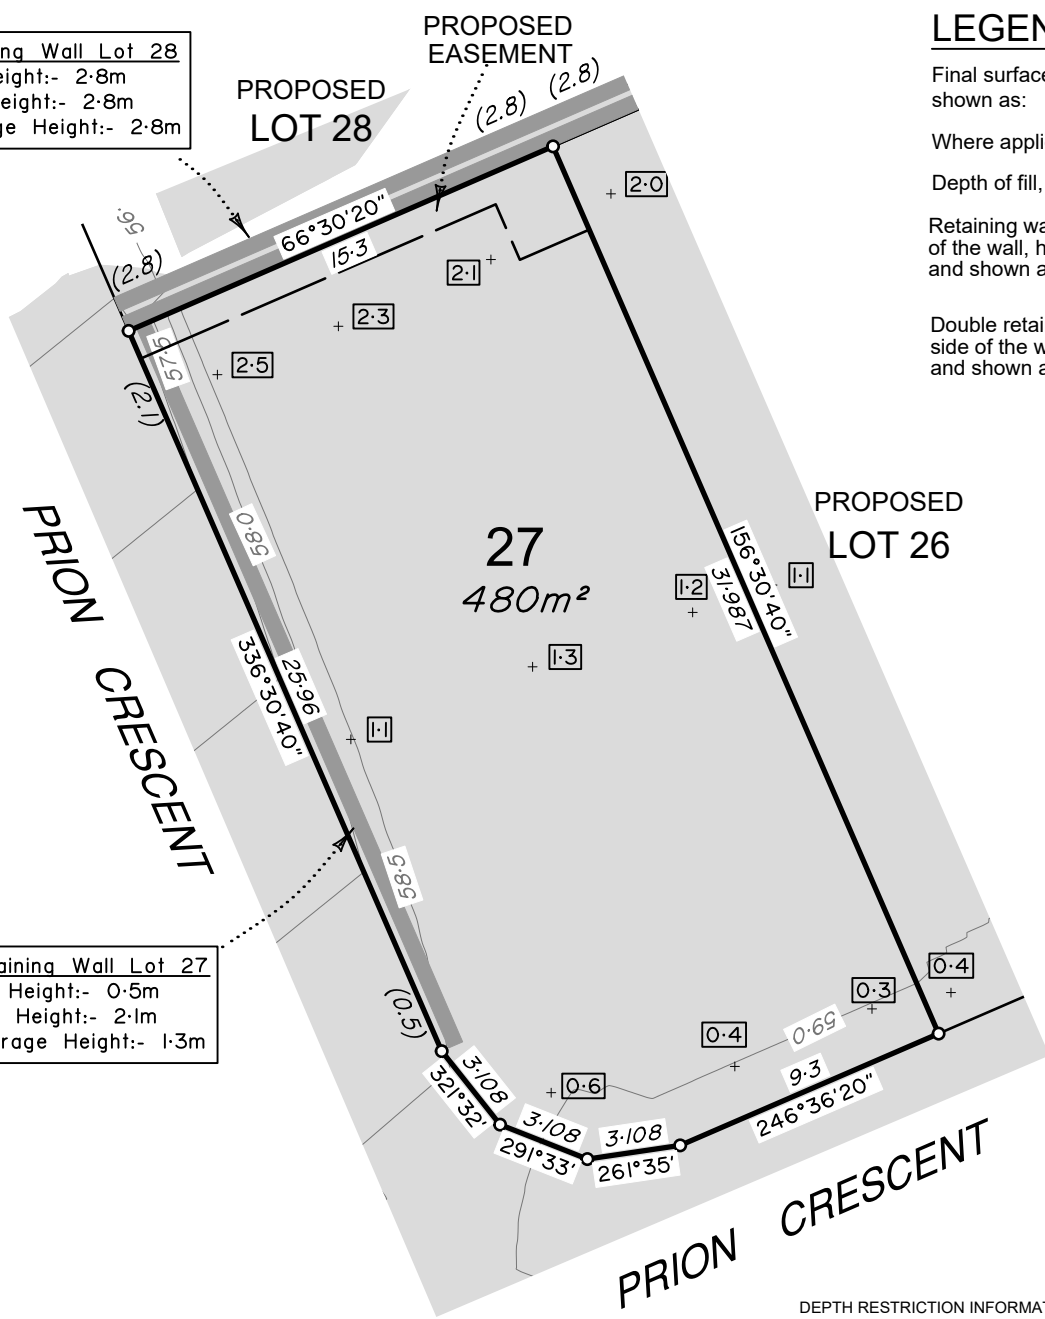 PROPOSED
EASEMENT
LEGEN
Final surface
shown as:
Where appli
Depth of fill,
Retaining wa
of the wall, h
and shown a
Double retai
side of the w
and shown a
ng Wall Lot 28
eight:- 2·8m
eight:- 2·8m
ge Height:- 2·8m
PROPOSED
LOT 28
(2.8)
(2.8)
(2.8)
56·
66°30'20"
15·3
2·0
2·1
2·3
2·5
57·5
(2.1)
58·0
PRION CRESCENT
336°30'40"
25·96
27
480m²
1·2
1·3
1·1
156°30'40"
31·987
1·1
PROPOSED
LOT 26
58·5
aining Wall Lot 27
Height:- 0·5m
Height:- 2·1m
rage Height:- 1·3m
(0.5)
0·4
0·3
59·0
0·4
0·6
3·108
321°32'
3·108
291°33'
3·108
261°35'
9·3
246°36'20"
PRION CRESCENT
DEPTH RESTRICTION INFORMAT